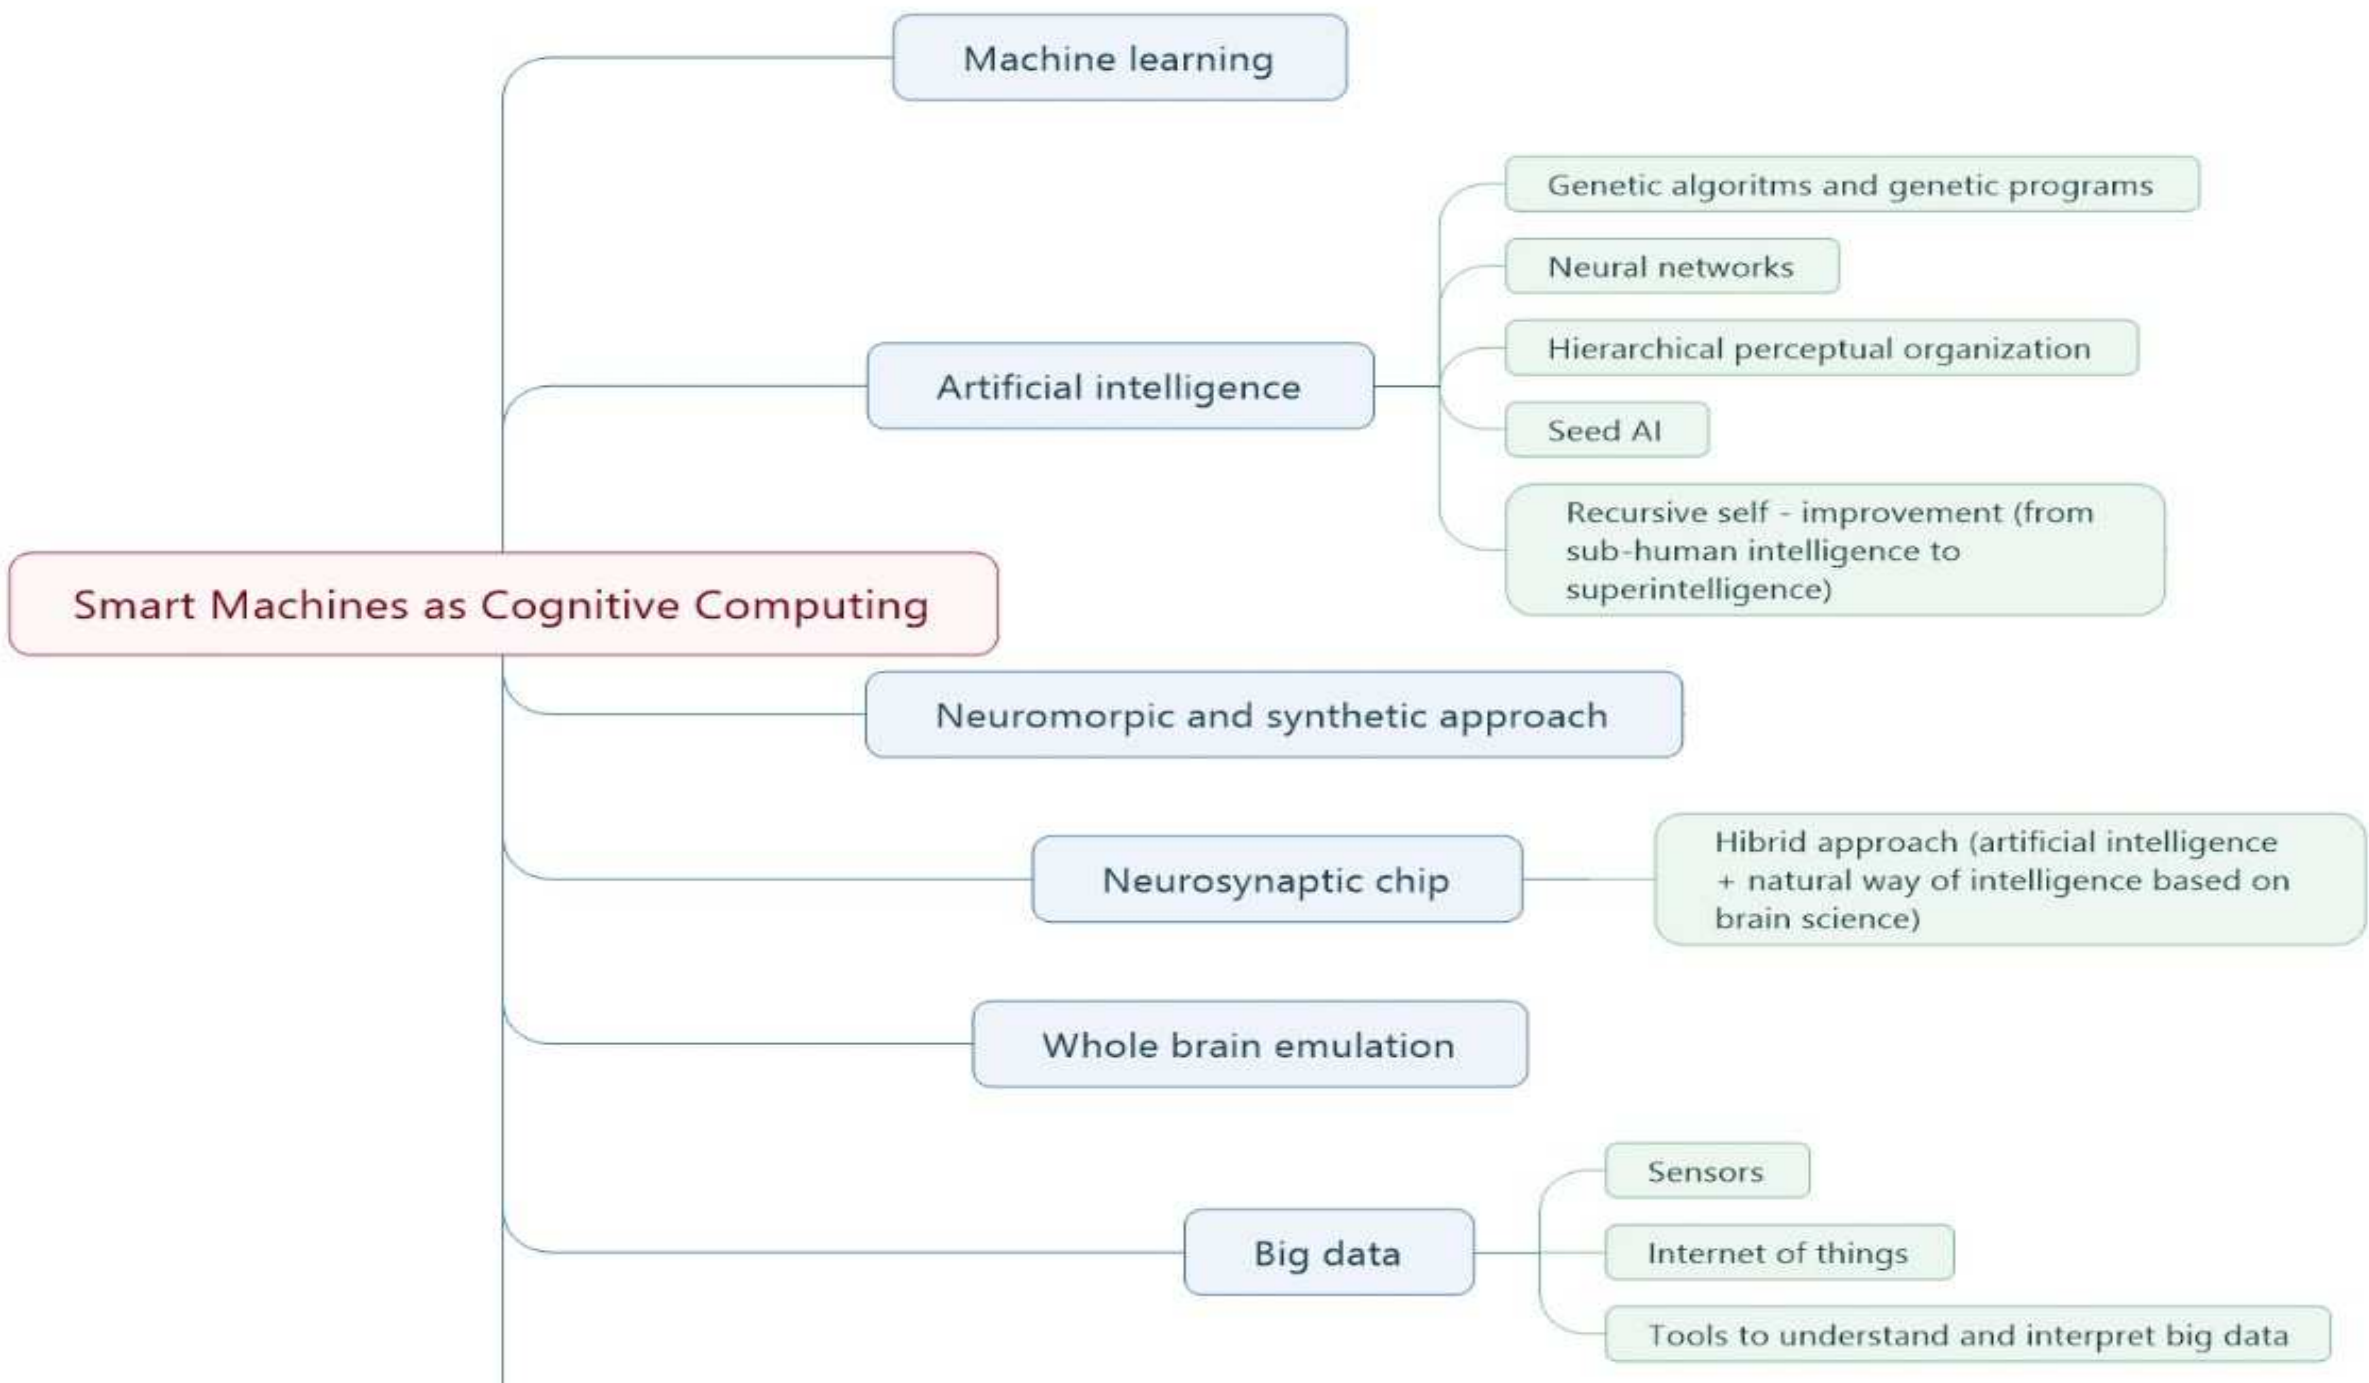 Machine learning
Genetic algoritms and genetic programs
Neural networks
Hierarchical perceptual organization
Artificial intelligence
Seed AI
Recursive self - improvement (from
sub-human intelligence to
superintelligence)
Smart Machines as Cognitive Computing
Neuromorpic and synthetic approach
Neurosynaptic chip
Hibrid approach (artificial intelligence
+ natural way of intelligence based on
brain science)
Whole brain emulation
Big data
Sensors
Internet of things
Tools to understand and interpret big data